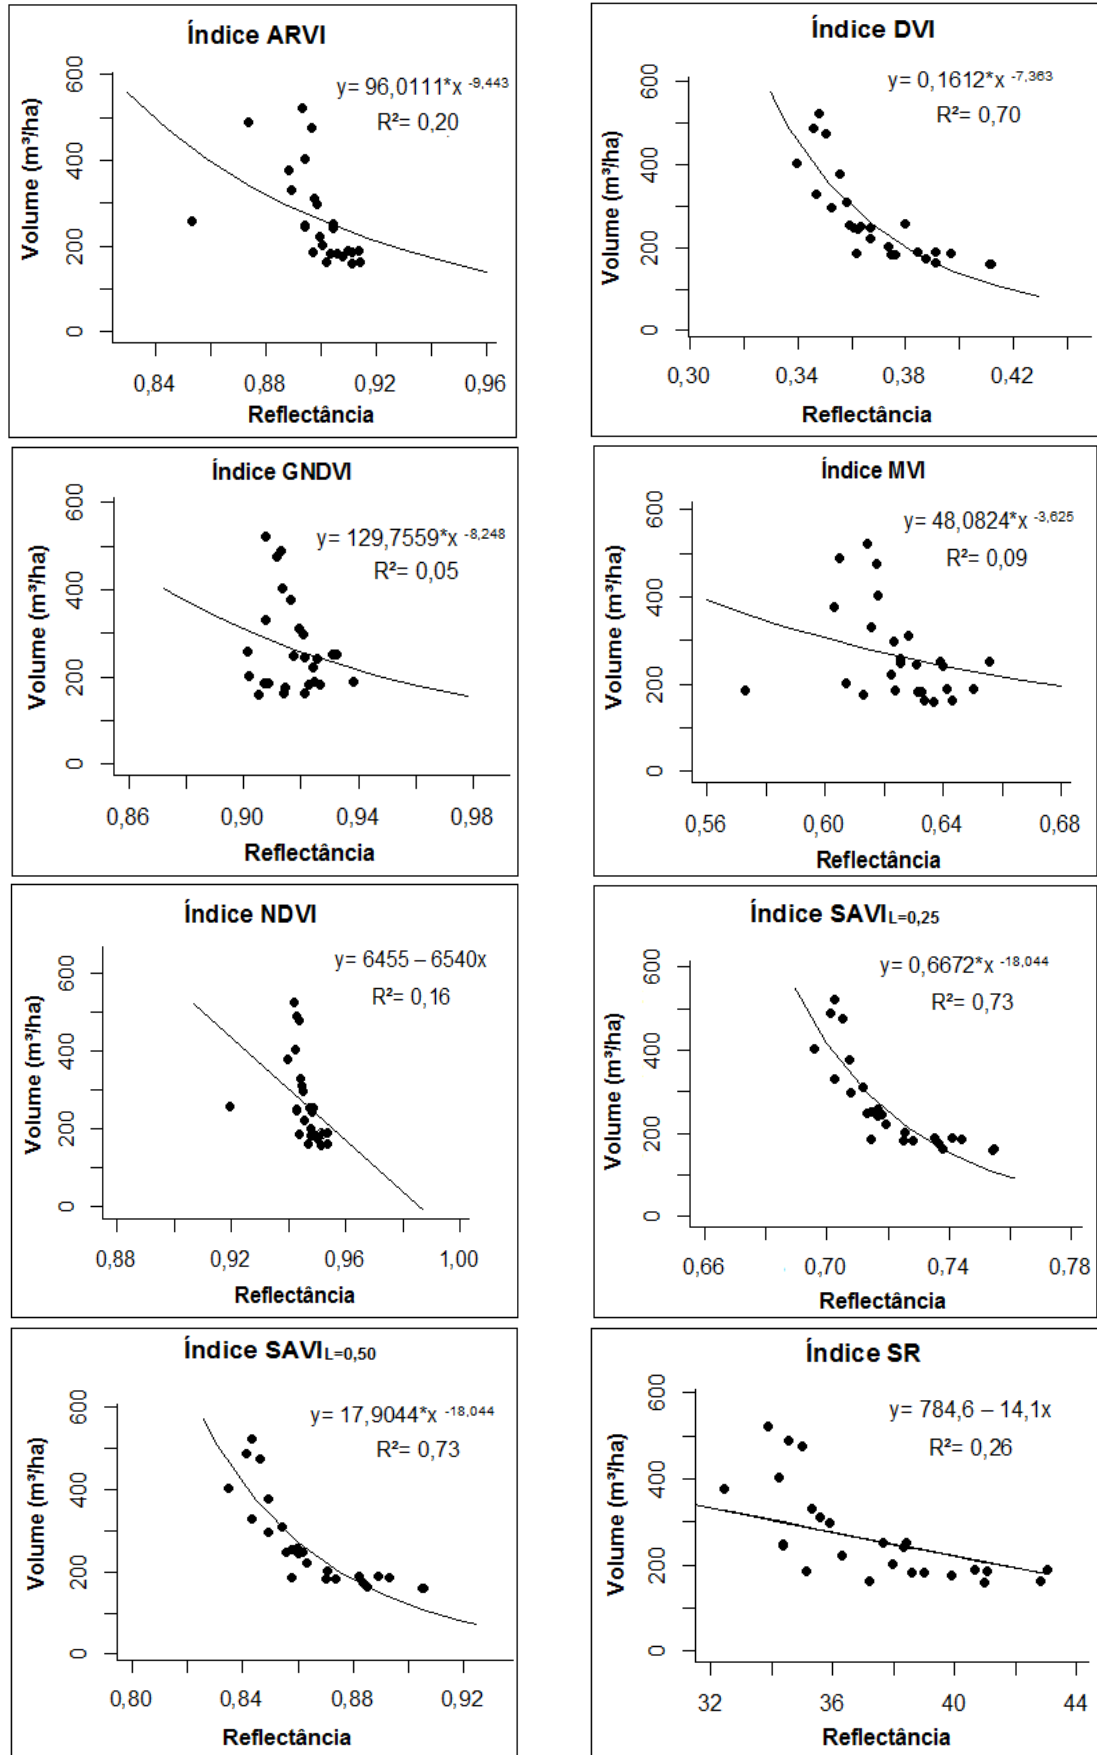 Índice ARVI
y= 96,0111*x -9,443
R²= 0,20
Volume (m³/ha)
600
400
200
0
0,84 0,88 0,92 0,96
Reflectância
Índice DVI
y= 0,1612*x -7,363
R²= 0,70
Volume (m³/ha)
600
400
200
0
0,30 0,34 0,38 0,42
Reflectância
Índice GNDVI
y= 129,7559*x -8,248
R²= 0,05
Volume (m³/ha)
600
400
200
0
0,86 0,90 0,94 0,98
Reflectância
Índice MVI
y= 48,0824*x -3,625
R²= 0,09
Volume (m³/ha)
600
400
200
0
0,56 0,60 0,64 0,68
Reflectância
Índice NDVI
y= 6455 – 6540x
R²= 0,16
Volume (m³/ha)
600
400
200
0
0,88 0,92 0,96 1,00
Reflectância
Índice SAVIL=0,25
y= 0,6672*x -18,044
R²= 0,73
Volume (m³/ha)
600
400
200
0
0,66 0,70 0,74 0,78
Reflectância
Índice SAVIL=0,50
y= 17,9044*x -18,044
R²= 0,73
Volume (m³/ha)
600
400
200
0
0,80 0,84 0,88 0,92
Reflectância
Índice SR
y= 784,6 – 14,1x
R²= 0,26
Volume (m³/ha)
600
400
200
0
32 36 40 44
Reflectância